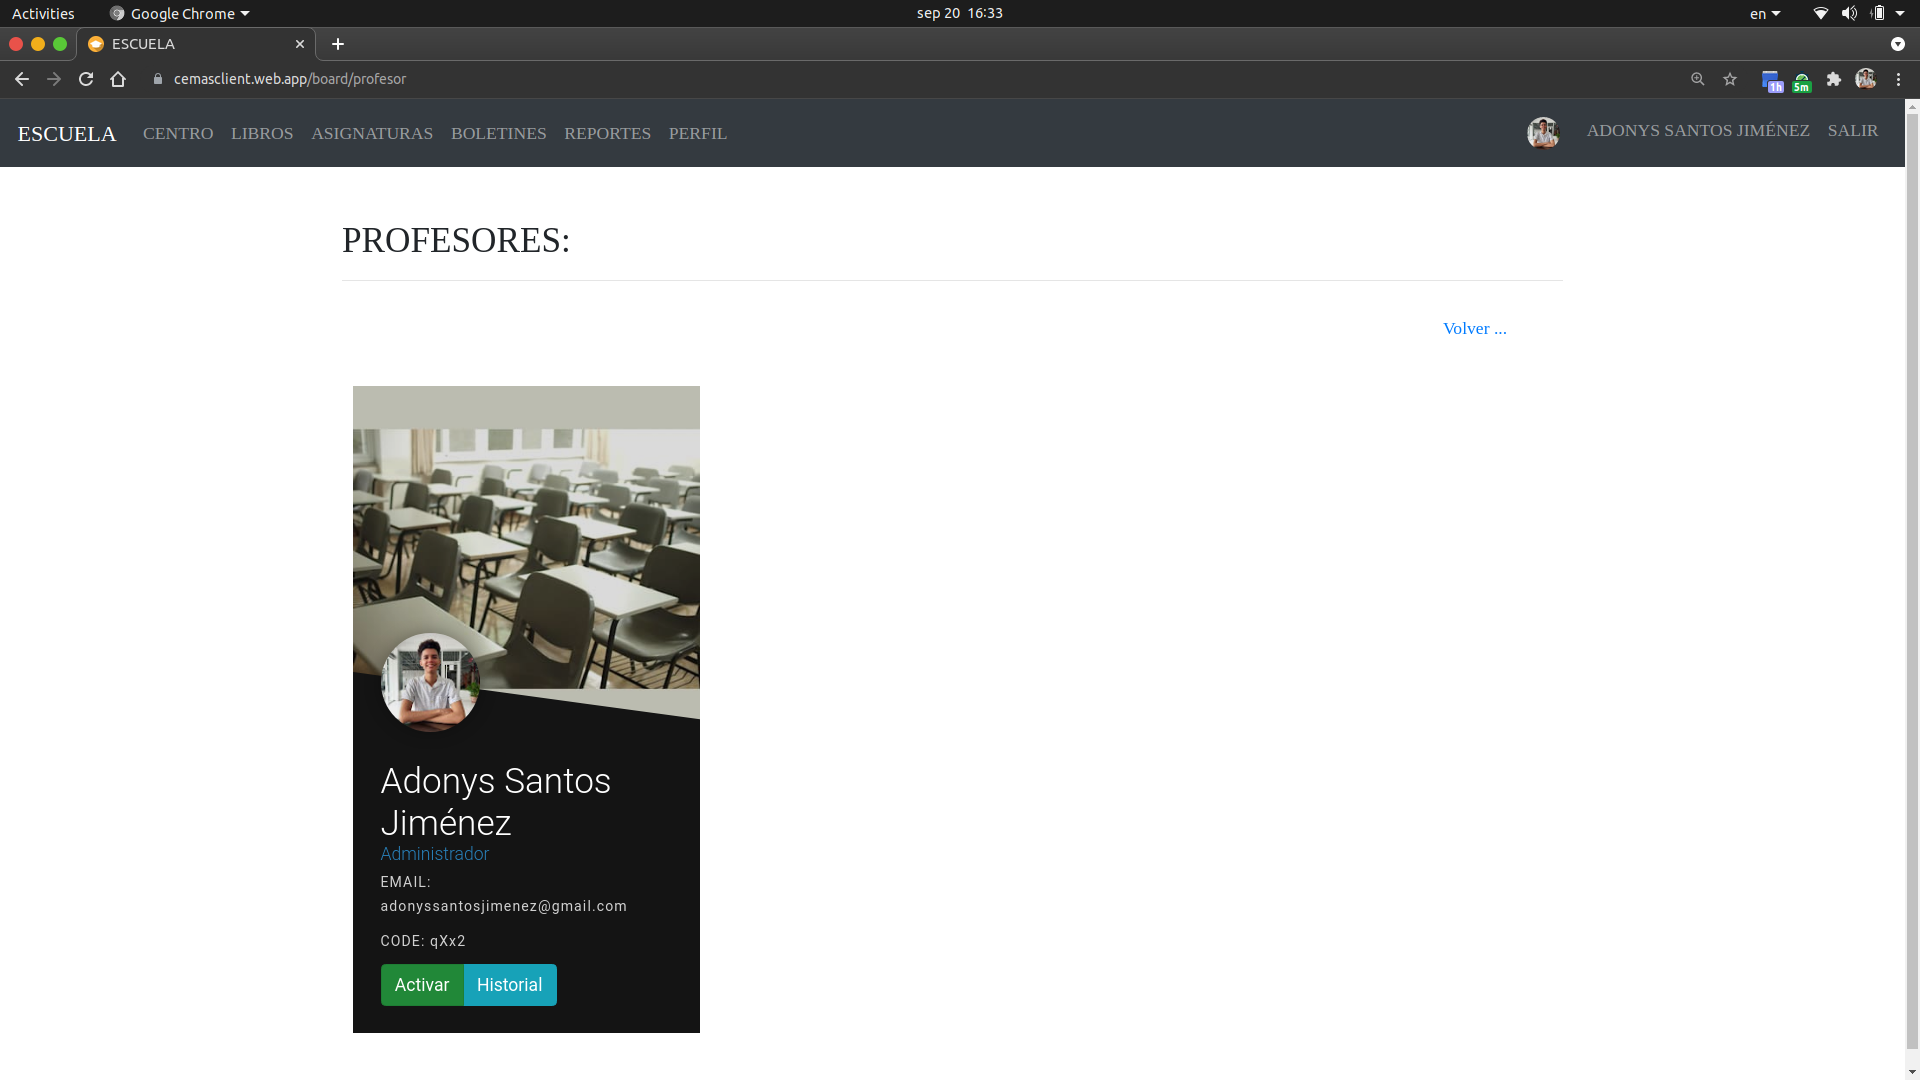 Activities Google Chrome sep 20 16:33 en
ESCUELA
cemasclient.web.app/board/profesor 1h 5m
ESCUELA CENTRO LIBROS ASIGNATURAS BOLETINES REPORTES PERFIL ADONYS SANTOS JIMÉNEZ SALIR
PROFESORES:
Volver ...
Adonys Santos
Jiménez
Administrador
EMAIL:
adonyssantosjimenez@gmail.com
CODE: qXx2
Activar Historial